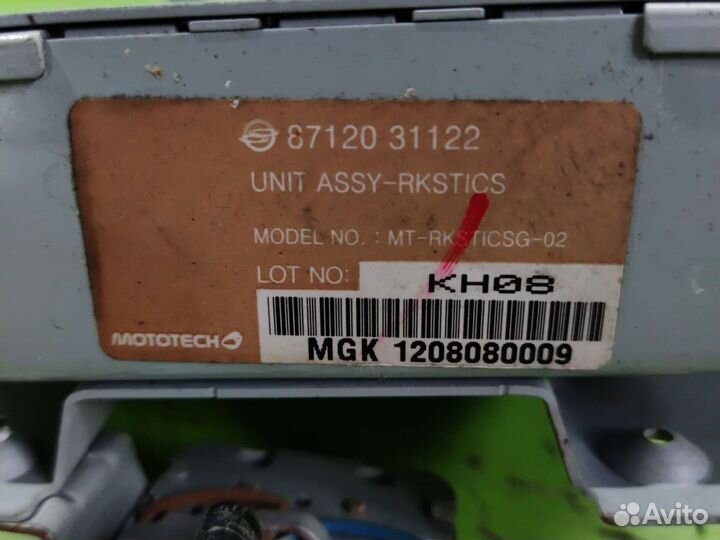 87120 31122
UNIT ASSY-RKSTICS
MODEL NO. : MT-RKSTICSG-02
LOT NO: KH08
MOTOTECH
MGK 1208080009
Avito